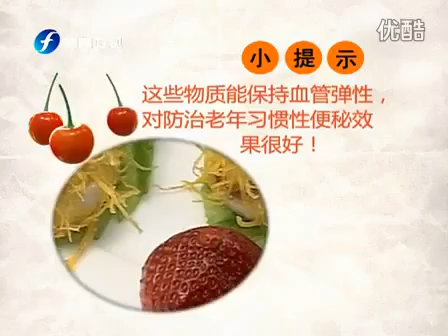 优酷
小提示
这些物质能保持血管弹性，
对防治老年习惯性便秘效
果很好！